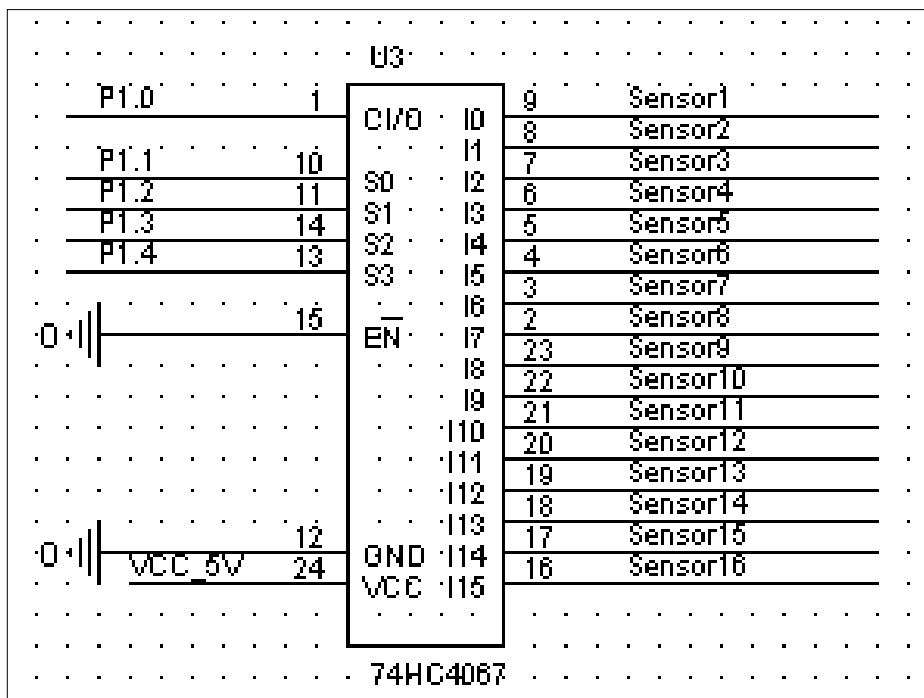 U3
P1.0 1 CI/O I0 9 Sensor1
I1 8 Sensor2
P1.1 10 S0 I2 7 Sensor3
P1.2 11 S1 I3 6 Sensor4
P1.3 14 S2 I4 5 Sensor5
P1.4 13 S3 I5 4 Sensor6
I6 3 Sensor7
0 15 EN I7 2 Sensor8
I8 23 Sensor9
I9 22 Sensor10
I10 21 Sensor11
I11 20 Sensor12
I12 19 Sensor13
I13 18 Sensor14
0 12 GND I14 17 Sensor15
VCC_5V 24 VCC I15 16 Sensor16
74HC4067